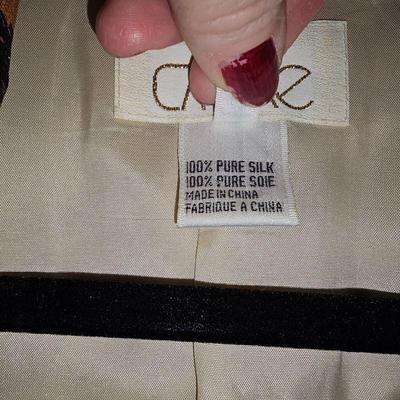 100% PURE SILK
100% PURE SOIE
MADE IN CHINA
FABRIQUE A CHINA